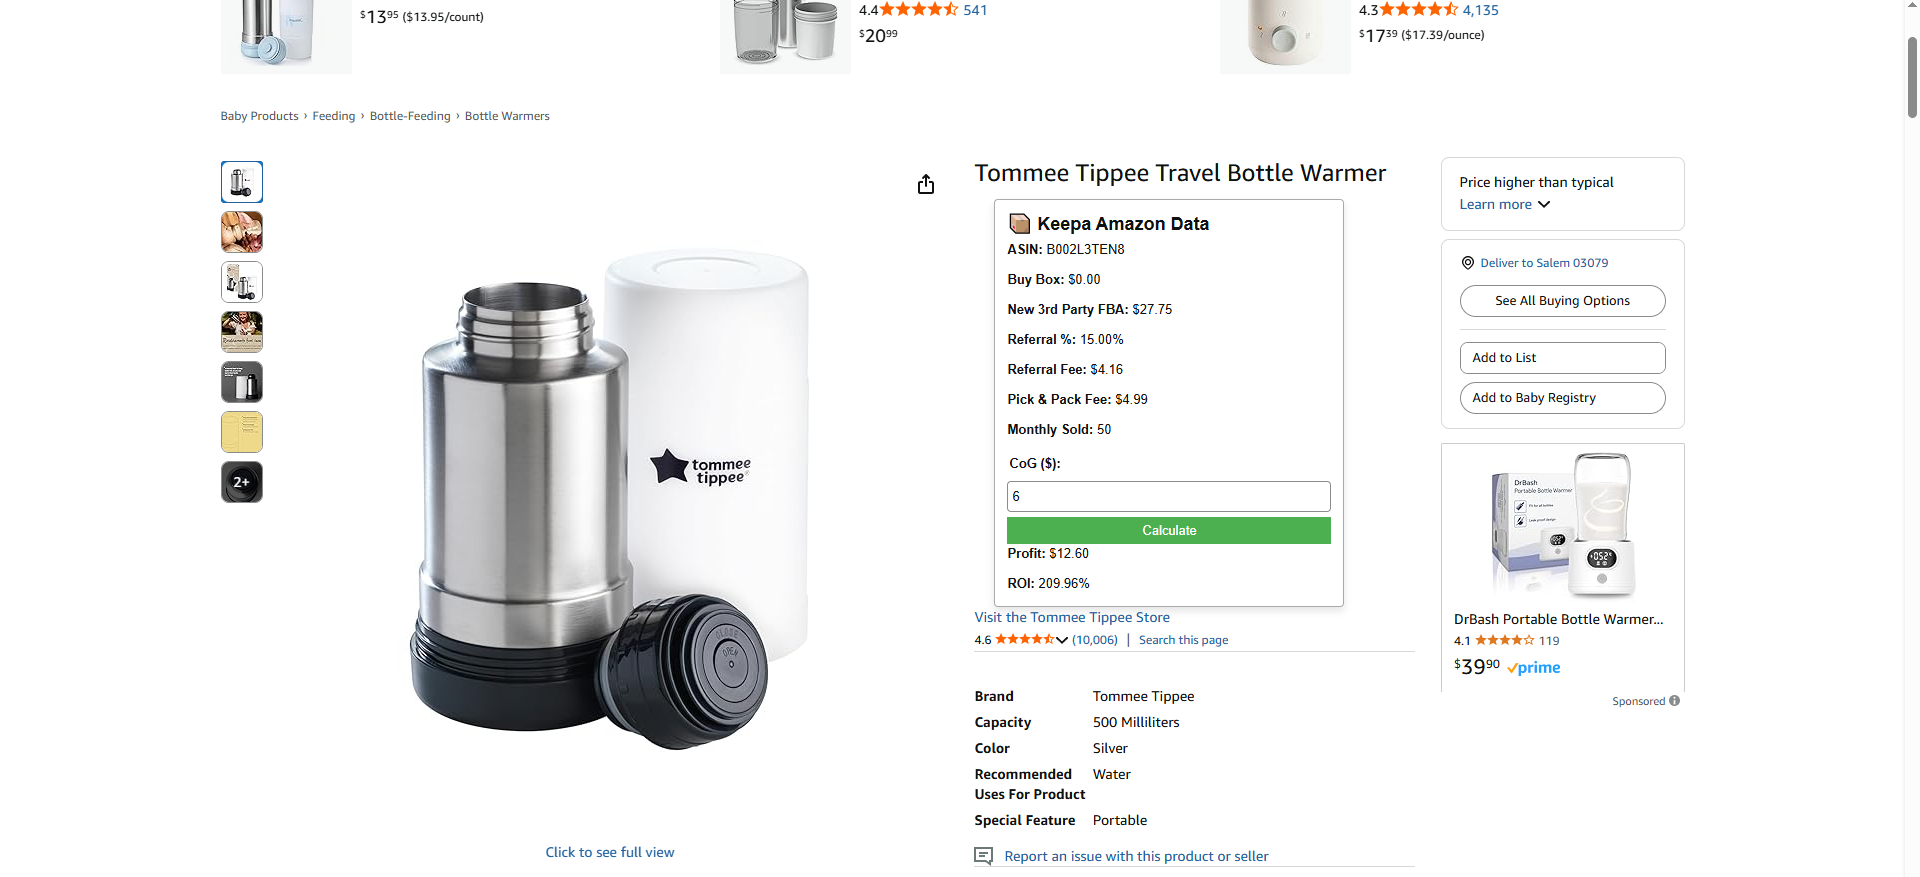 $13.95 ($13.95/count)
4.4 541
$20.99
4.3 4,135
$17.39 ($17.39/ounce)
Baby Products › Feeding › Bottle-Feeding › Bottle Warmers
2+
tommee
tippee
CLOSE
OPEN
Click to see full view
Tommee Tippee Travel Bottle Warmer
Keepa Amazon Data
ASIN: B002L3TEN8
Buy Box: $0.00
New 3rd Party FBA: $27.75
Referral %: 15.00%
Referral Fee: $4.16
Pick & Pack Fee: $4.99
Monthly Sold: 50
CoG ($):
6
Calculate
Profit: $12.60
ROI: 209.96%
Visit the Tommee Tippee Store
4.6 (10,006) | Search this page
Brand Tommee Tippee
Capacity 500 Milliliters
Color Silver
Recommended Water
Uses For Product
Special Feature Portable
Report an issue with this product or seller
Price higher than typical
Learn more
Deliver to Salem 03079
See All Buying Options
Add to List
Add to Baby Registry
DrBash
Portable Bottle Warmer
DrBash Portable Bottle Warmer...
4.1 119
$39.90 prime
Sponsored